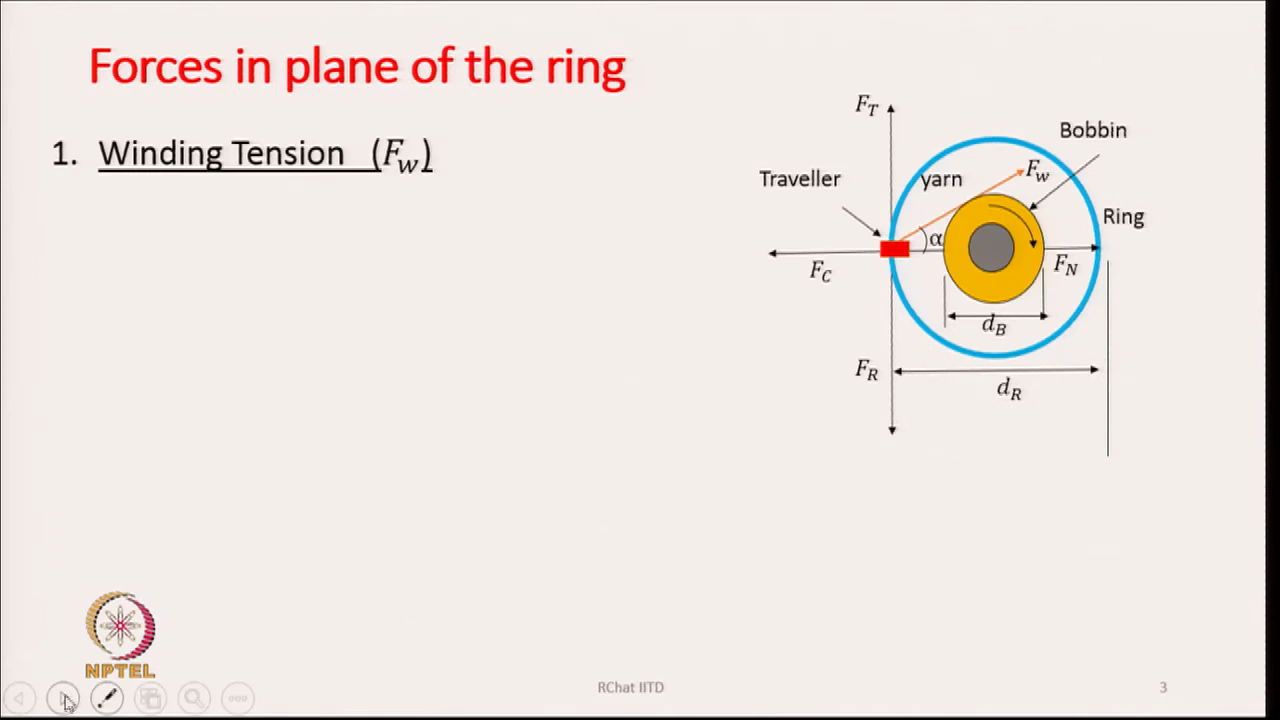 Forces in plane of the ring
1. Winding Tension (F_w)
F_T
Bobbin
Traveller
yarn
F_w
Ring
α
F_C
F_N
d_B
F_R
d_R
NPTEL
RChat IITD
3